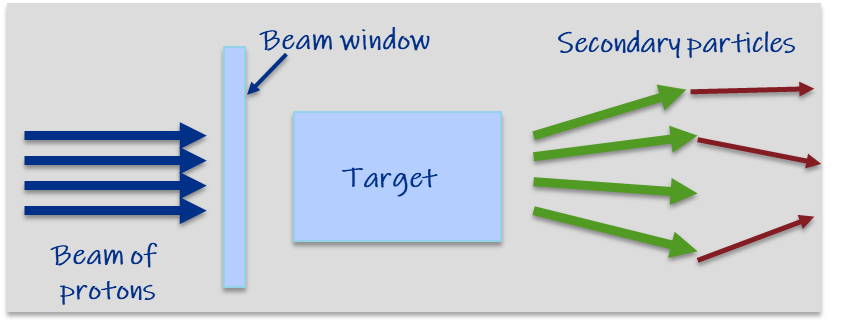 Beam window
Secondary particles
Target
Beam of
protons